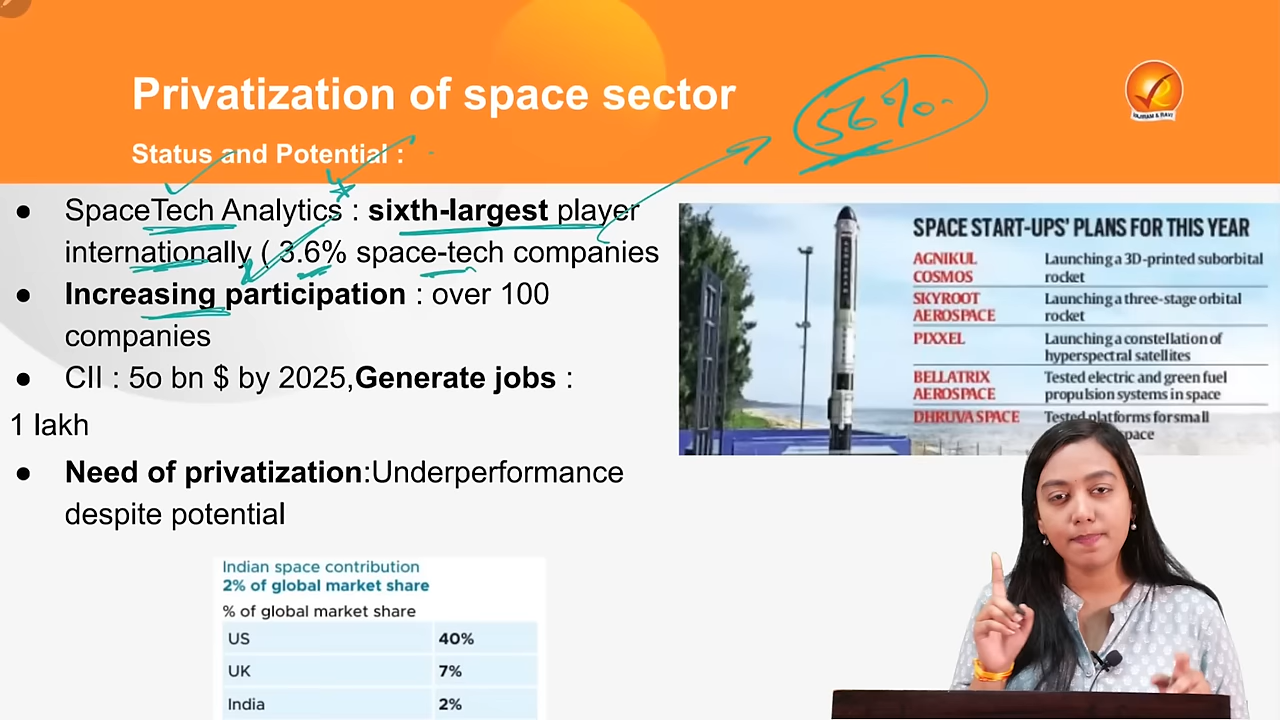 Privatization of space sector
56%.
VAJIRAM & RAVI
Status and Potential :
● SpaceTech Analytics : sixth-largest player
internationally ( 3.6% space-tech companies
● Increasing participation : over 100
companies
● CII : 5o bn $ by 2025,Generate jobs :
1 lakh
● Need of privatization:Underperformance
despite potential
SPACE START-UPS' PLANS FOR THIS YEAR
AGNIKUL COSMOS Launching a 3D-printed suborbital
rocket
SKYROOT AEROSPACE Launching a three-stage orbital
rocket
PIXXEL Launching a constellation of
hyperspectral satellites
BELLATRIX AEROSPACE Tested electric and green fuel
propulsion systems in space
DHRUVA SPACE Tested platforms for small
space
Indian space contribution
2% of global market share
% of global market share
US 40%
UK 7%
India 2%